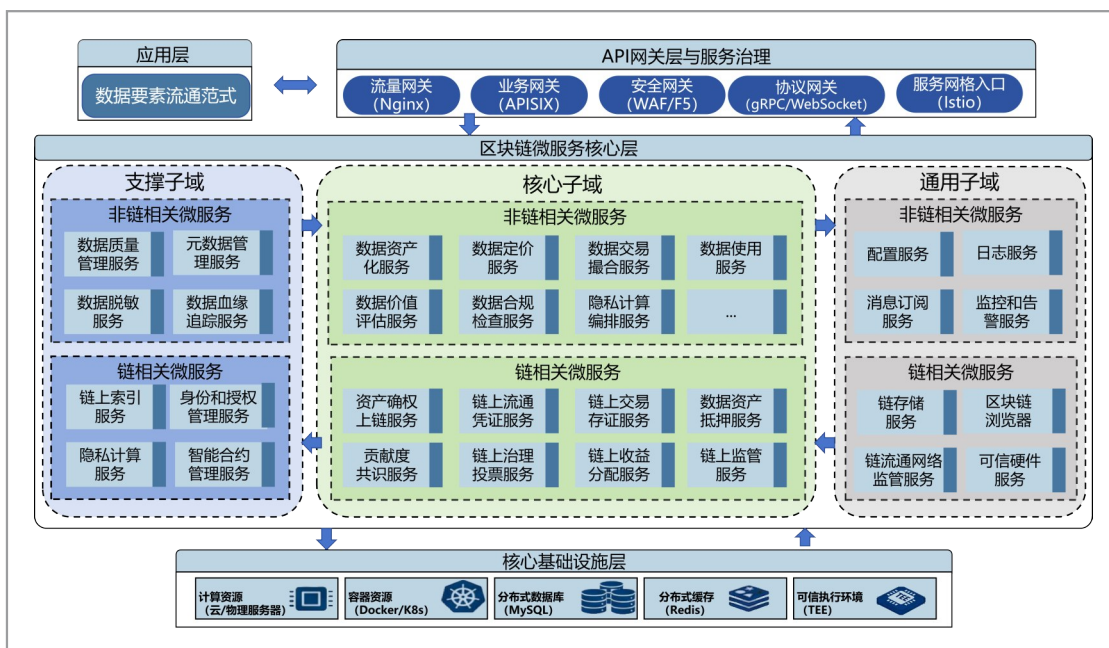 应用层
数据要素流通范式
API网关层与服务治理
流量网关
(Nginx)
业务网关
(APISIX)
安全网关
(WAF/F5)
协议网关
(gRPC/WebSocket)
服务网格入口
(Istio)
区块链微服务核心层
支撑子域
非链相关微服务
数据质量
管理服务
元数据管
理服务
数据脱敏
服务
数据血缘
追踪服务
链相关微服务
链上索引
服务
身份和授权
管理服务
隐私计算
服务
智能合约
管理服务
核心子域
非链相关微服务
数据资产
化服务
数据定价
服务
数据交易
撮合服务
数据使用
服务
数据价值
评估服务
数据合规
检查服务
隐私计算
编排服务
...
链相关微服务
资产确权
上链服务
链上流通
凭证服务
链上交易
存证服务
数据资产
抵押服务
贡献度
共识服务
链上治理
投票服务
链上收益
分配服务
链上监管
服务
通用子域
非链相关微服务
配置服务
日志服务
消息订阅
服务
监控和告
警服务
链相关微服务
链存储
服务
区块链
浏览器
链流通网络
监管服务
可信硬件
服务
核心基础设施层
计算资源
(云/物理服务器)
容器资源
(Docker/K8s)
分布式数据库
(MySQL)
分布式缓存
(Redis)
可信执行环境
(TEE)
TEE